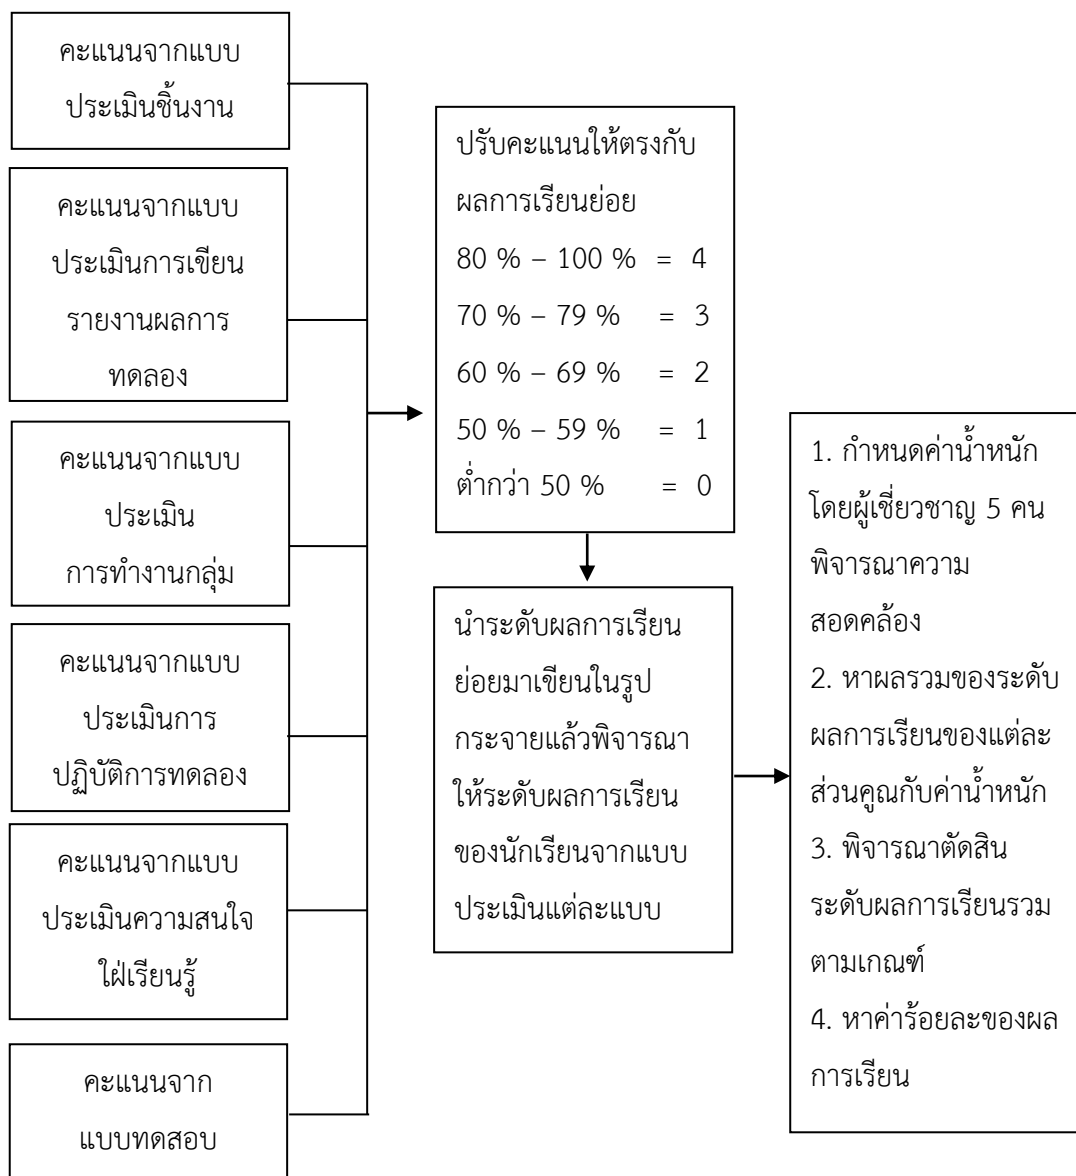 คะแนนจากแบบ
ประเมินชิ้นงาน
คะแนนจากแบบ
ประเมินการเขียน
รายงานผลการ
ทดลอง
คะแนนจากแบบ
ประเมิน
การทำงานกลุ่ม
คะแนนจากแบบ
ประเมินการ
ปฏิบัติการทดลอง
คะแนนจากแบบ
ประเมินความสนใจ
ใฝ่เรียนรู้
คะแนนจาก
แบบทดสอบ
ปรับคะแนนให้ตรงกับ
ผลการเรียนย่อย
80 % – 100 % = 4
70 % – 79 % = 3
60 % – 69 % = 2
50 % – 59 % = 1
ต่ำกว่า 50 % = 0
นำระดับผลการเรียน
ย่อยมาเขียนในรูป
กระจายแล้วพิจารณา
ให้ระดับผลการเรียน
ของนักเรียนจากแบบ
ประเมินแต่ละแบบ
1. กำหนดค่าน้ำหนัก
โดยผู้เชี่ยวชาญ 5 คน
พิจารณาความ
สอดคล้อง
2. หาผลรวมของระดับ
ผลการเรียนของแต่ละ
ส่วนคูณกับค่าน้ำหนัก
3. พิจารณาตัดสิน
ระดับผลการเรียนรวม
ตามเกณฑ์
4. หาค่าร้อยละของผล
การเรียน